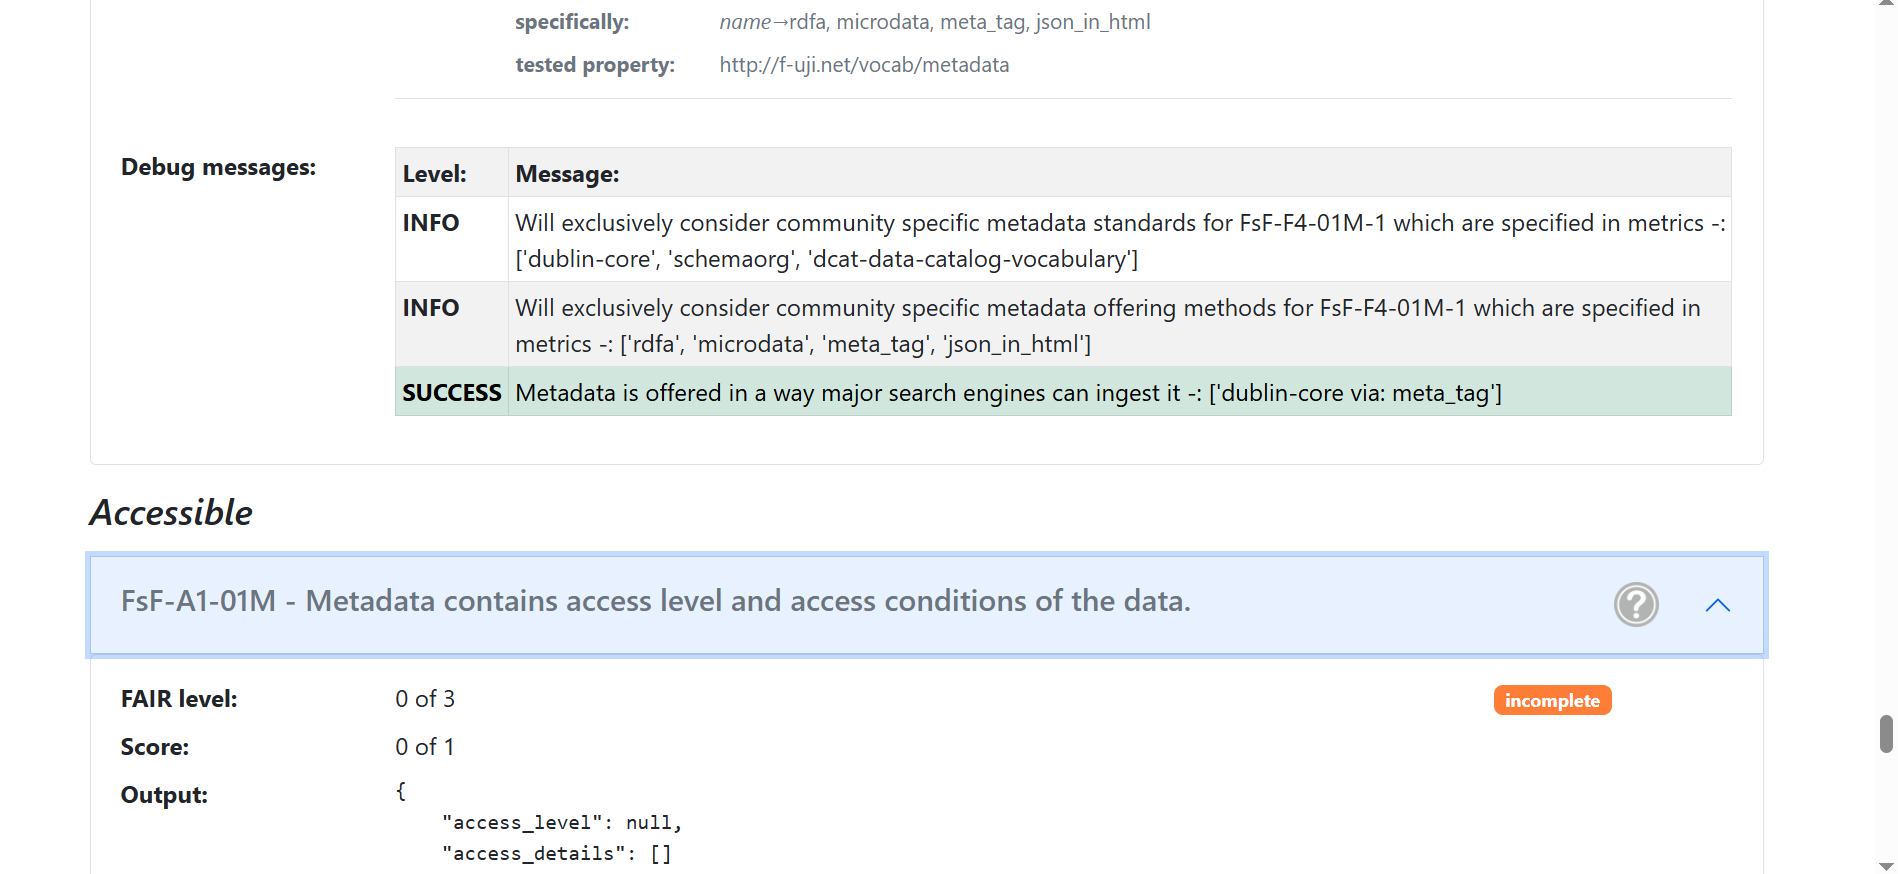 specifically: name→rdfa, microdata, meta_tag, json_in_html
tested property: http://f-uji.net/vocab/metadata
Debug messages:
Level: Message:
INFO Will exclusively consider community specific metadata standards for FsF-F4-01M-1 which are specified in metrics -:
['dublin-core', 'schemaorg', 'dcat-data-catalog-vocabulary']
INFO Will exclusively consider community specific metadata offering methods for FsF-F4-01M-1 which are specified in
metrics -: ['rdfa', 'microdata', 'meta_tag', 'json_in_html']
SUCCESS Metadata is offered in a way major search engines can ingest it -: ['dublin-core via: meta_tag']
Accessible
FsF-A1-01M - Metadata contains access level and access conditions of the data.
FAIR level: 0 of 3 incomplete
Score: 0 of 1
Output: {
"access_level": null,
"access_details": []